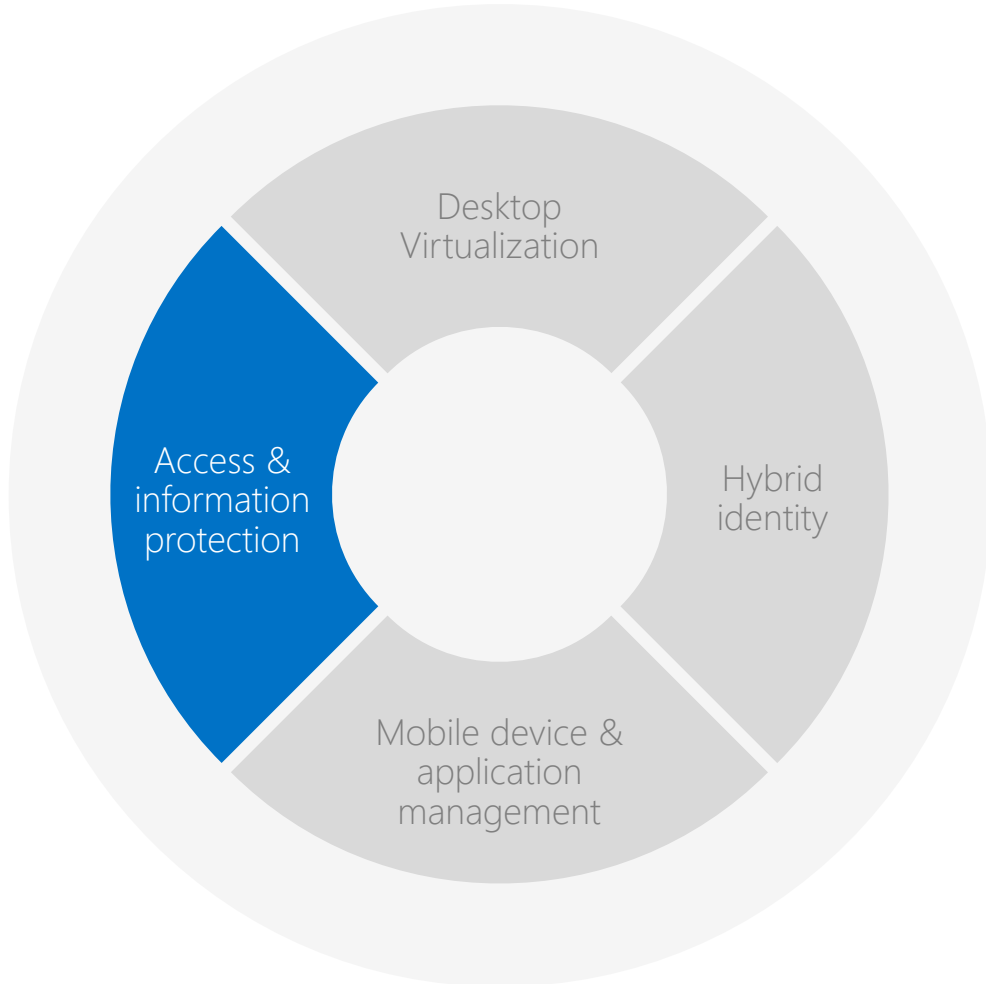 Desktop
Virtualization
Access &
information
protection
Hybrid
identity
Mobile device &
application
management